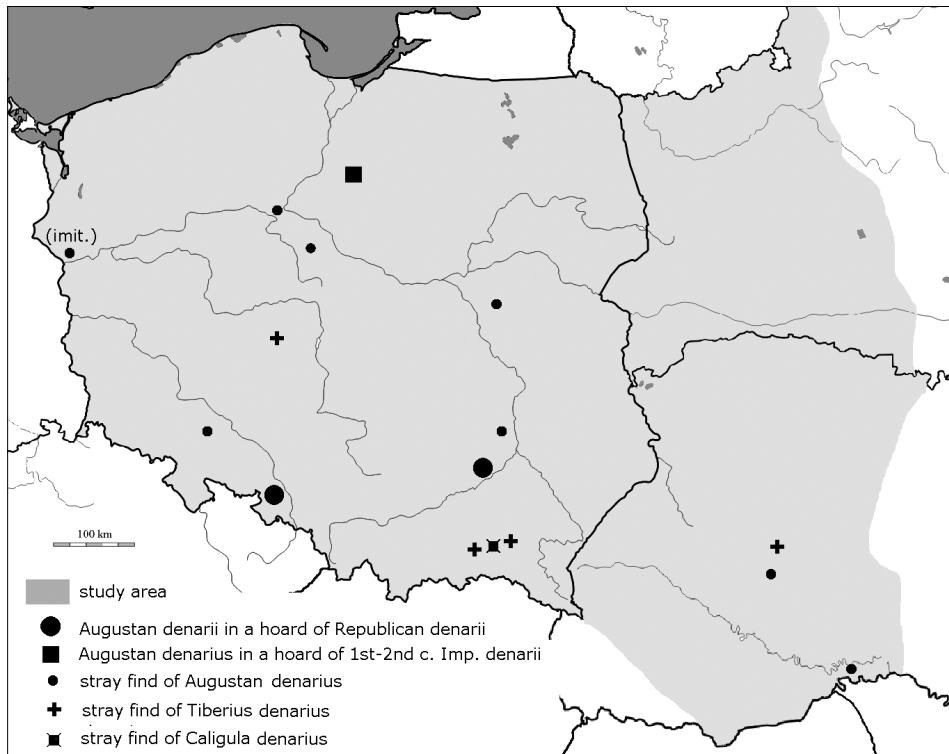 (imit.)
100 km
study area
Augustan denarii in a hoard of Republican denarii
Augustan denarius in a hoard of 1st-2nd c. Imp. denarii
stray find of Augustan denarius
stray find of Tiberius denarius
stray find of Caligula denarius